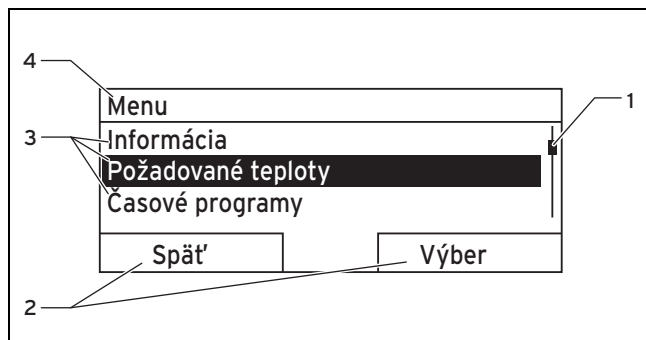 4
Menu
1
3
Informácia
Požadované teploty
Časové programy
Späť
Výber
2